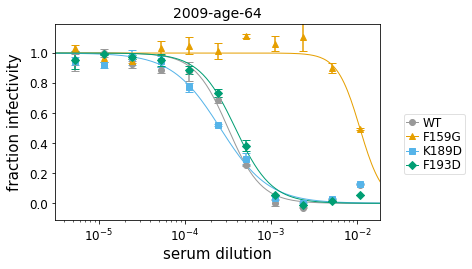 2009-age-64
fraction infectivity
1.0
0.8
0.6
0.4
0.2
0.0
10⁻⁵
10⁻⁴
10⁻³
10⁻²
serum dilution
WT
F159G
K189D
F193D